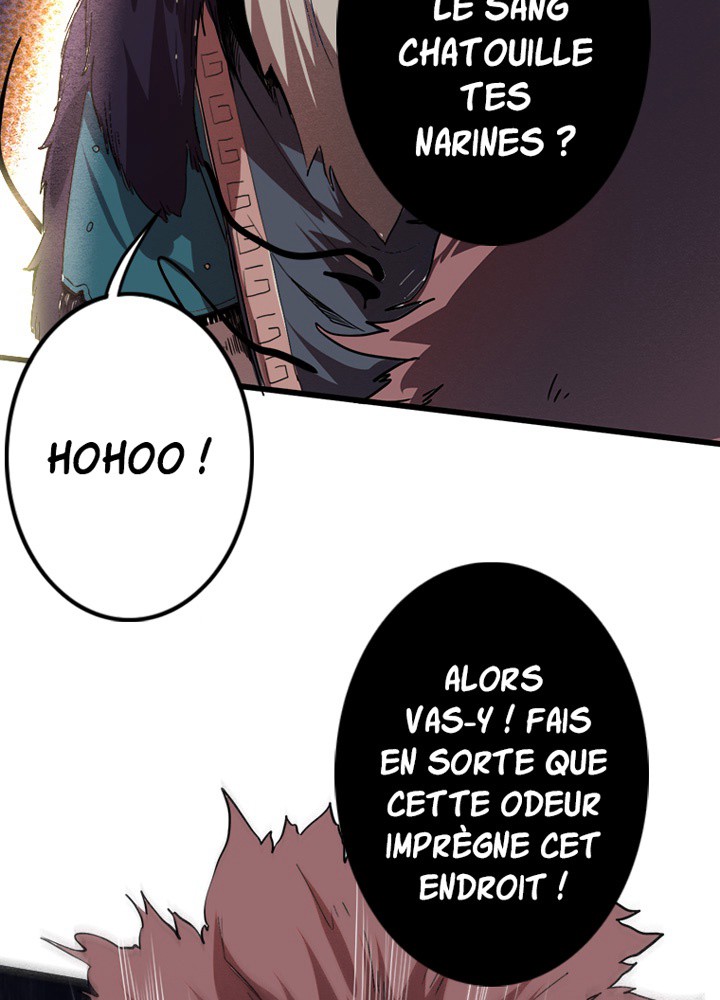 LE SANG
CHATOUILLE
TES
NARINES ?
HOHOO !
ALORS
VAS-Y ! FAIS
EN SORTE QUE
CETTE ODEUR
IMPRÈGNE CET
ENDROIT !